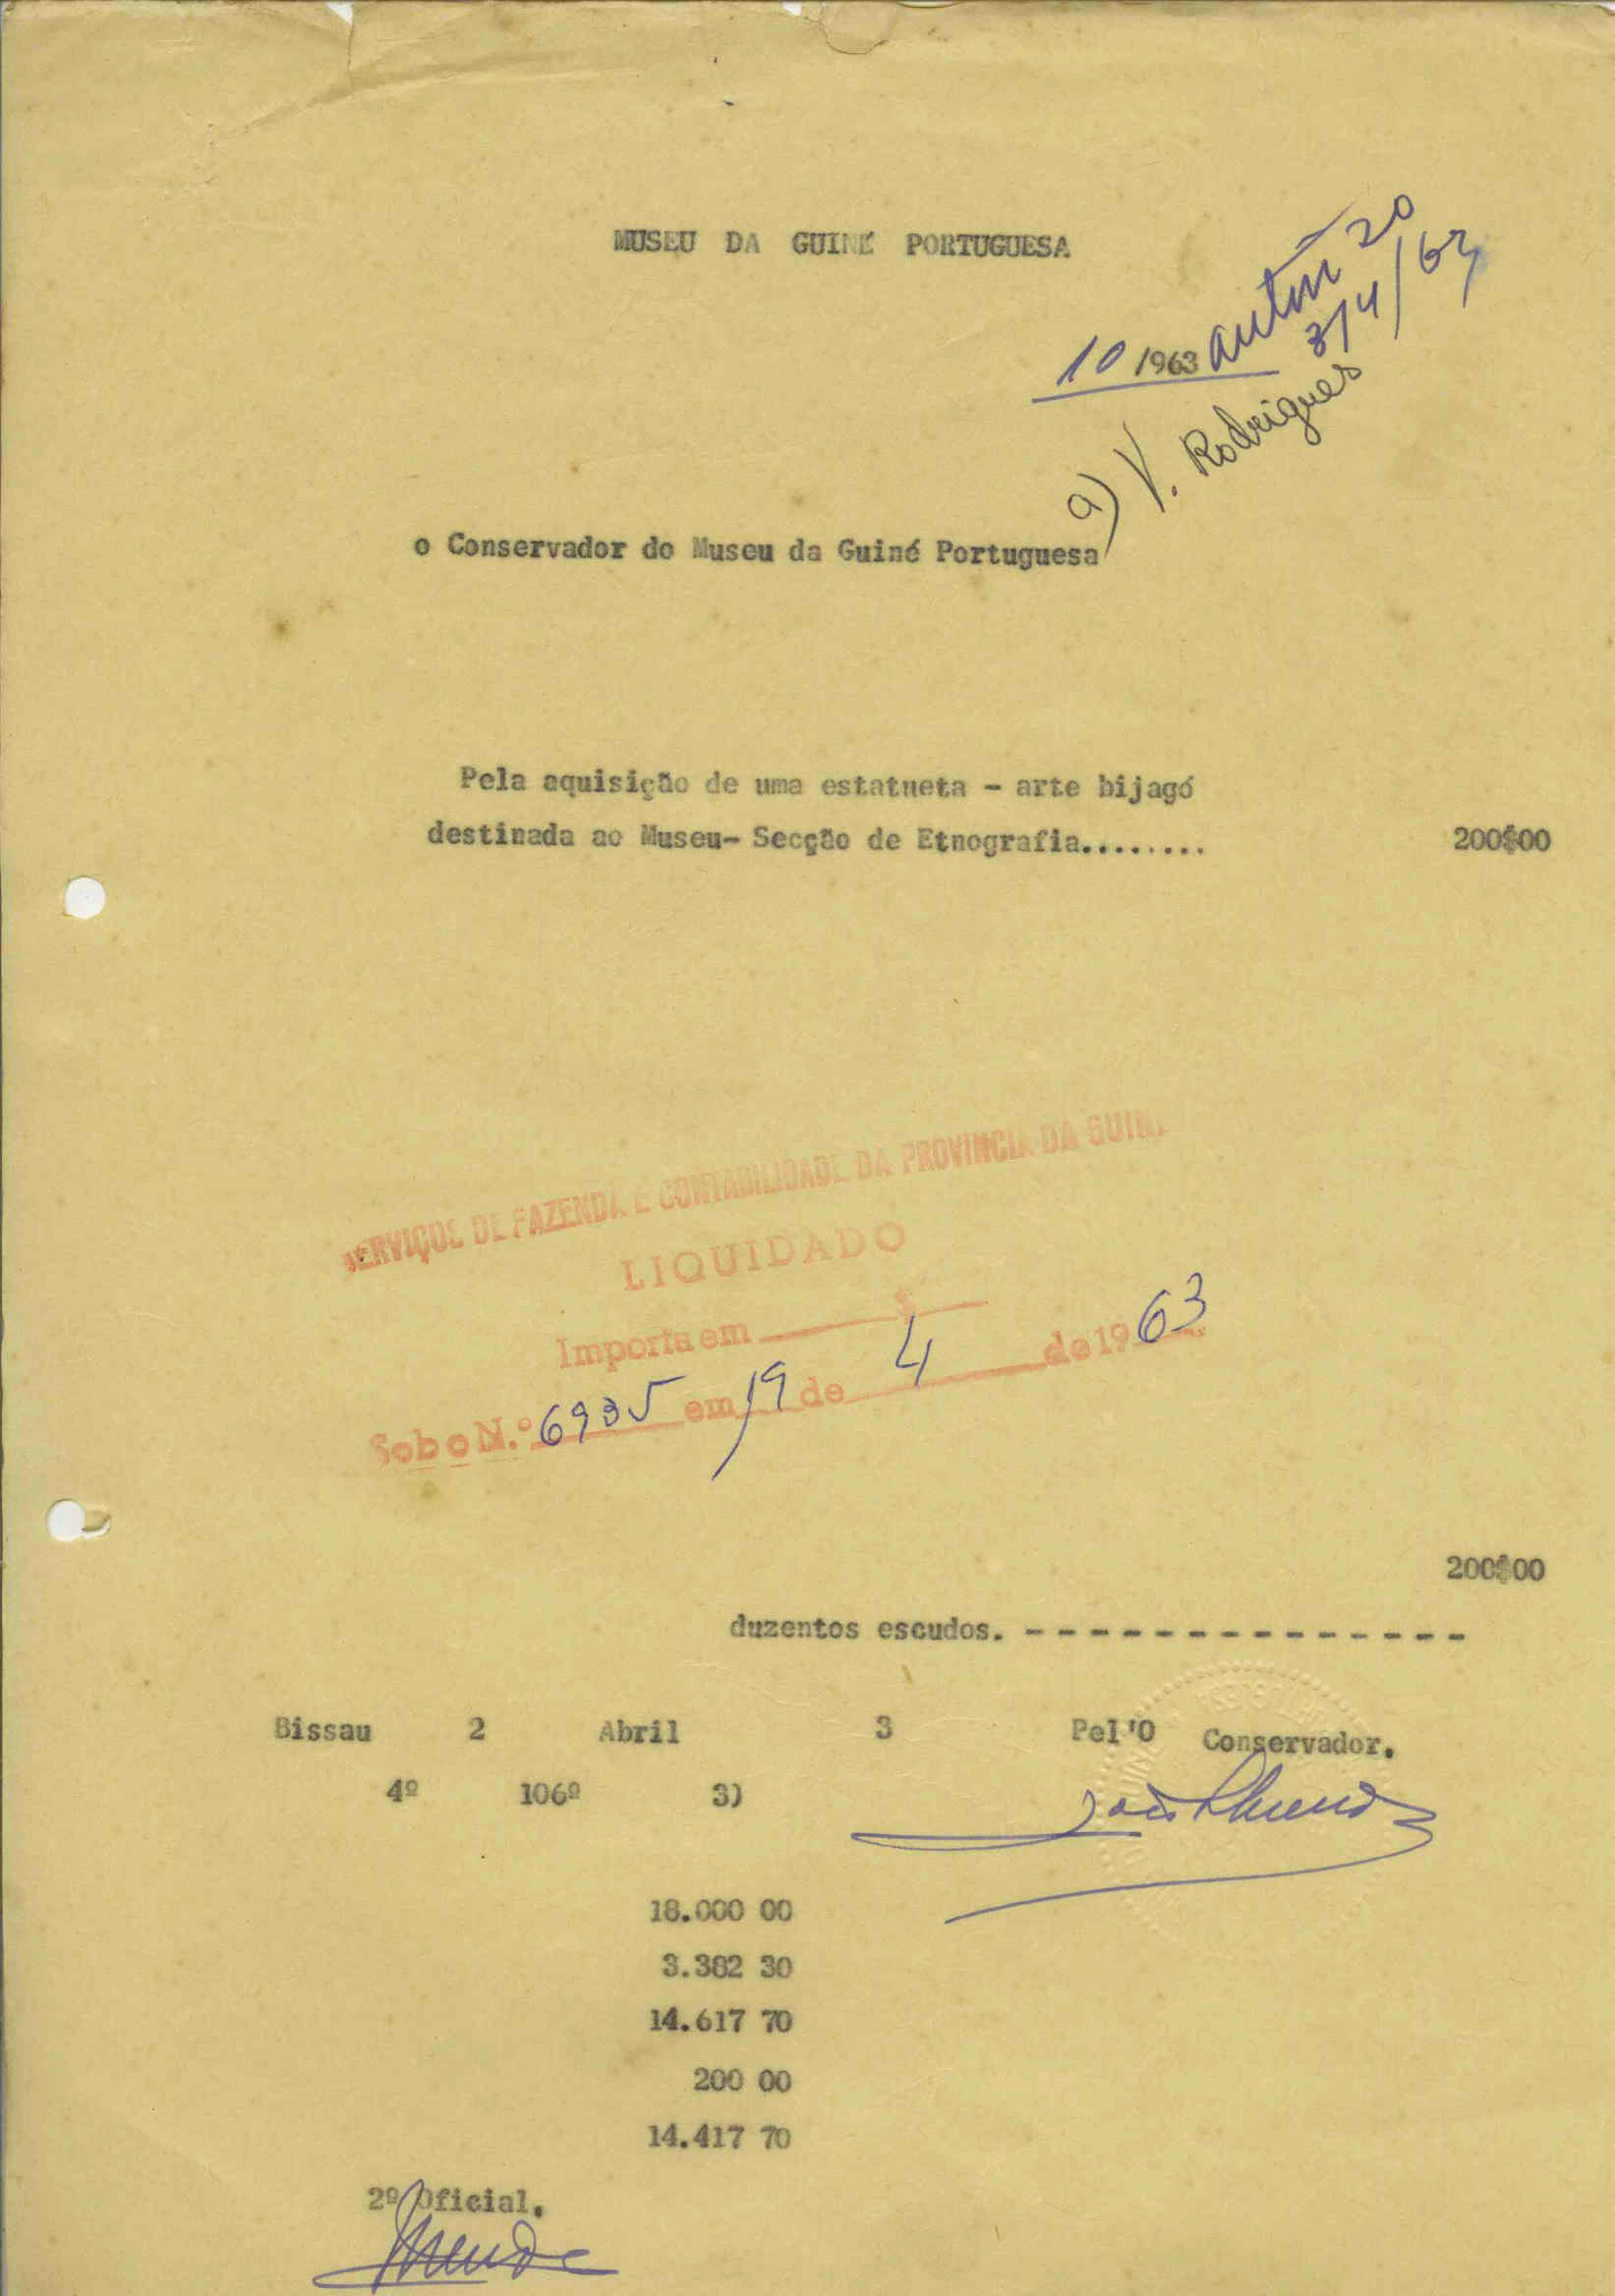 MUSEU DA GUINÉ PORTUGUESA
10/1963
3/4/63
a) V. Rodrigues
o Conservador do Museu da Guiné Portuguesa
Pela aquisição de uma estatueta - arte bijagó
destinada ao Museu- Secção de Etnografia........ 200$00
SERVIÇOS DE FAZENDA E CONTABILIDADE DA PROVINCIA DA GUINÉ
LIQUIDADO
Importa em $
Sob o N.º 6935 em 19 de 4 de 1963
200$00
duzentos escudos. - - - - - - - - - - - - - -
Bissau 2 Abril 3 Pel'O Conservador.
4º 106º 3)
18.000 00
3.382 30
14.617 70
200 00
14.417 70
2º Oficial.